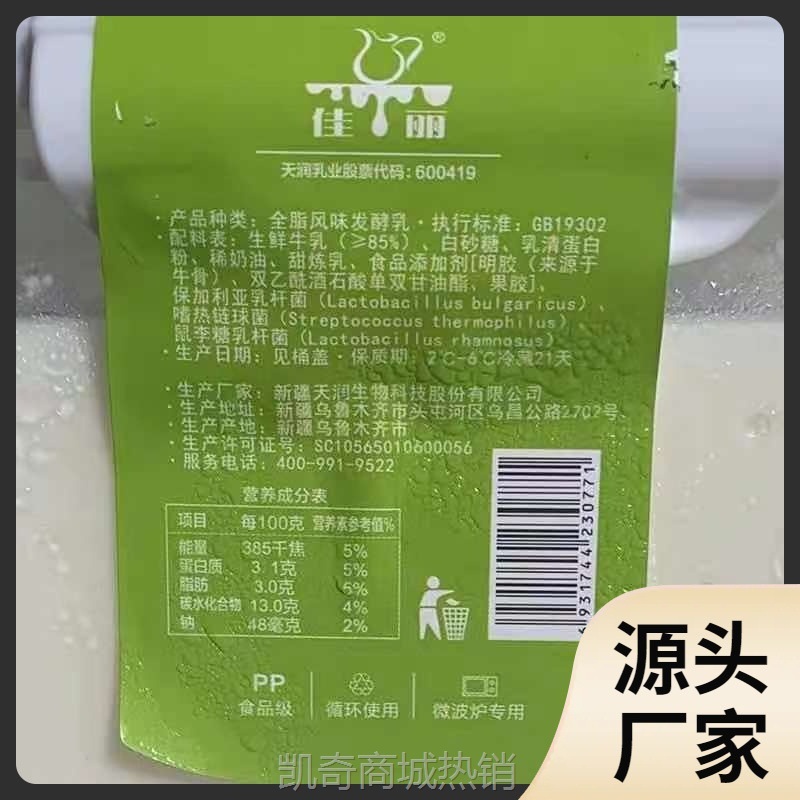 ®
佳丽
天润乳业股票代码：600419
·产品种类：全脂风味发酵乳·执行标准：GB19302
·配料表：生鲜牛乳（≥85%）、白砂糖、乳清蛋白
粉、稀奶油、甜炼乳、食品添加剂[明胶（来源于
牛骨）、双乙酰酒石酸单双甘油酯、果胶]、
保加利亚乳杆菌（Lactobacillus bulgaricus）、
嗜热链球菌（Streptococcus thermophilus）、
鼠李糖乳杆菌（Lactobacillus rhamnosus）
·生产日期：见桶盖·保质期：2℃-6℃冷藏21天
·生产厂家：新疆天润生物科技股份有限公司
·生产地址：新疆乌鲁木齐市头屯河区乌昌公路2702号
·生产产地：新疆乌鲁木齐市
·生产许可证号：SC10565010600056
·服务电话：400-991-9522
营养成分表
项目 每100克 营养素参考值%
能量 385千焦 5%
蛋白质 3.1克 5%
脂肪 3.0克 5%
碳水化合物 13.0克 4%
钠 48毫克 2%
6931744230771
PP
食品级 循环使用 微波炉专用
源头
厂家
凯奇商城热销